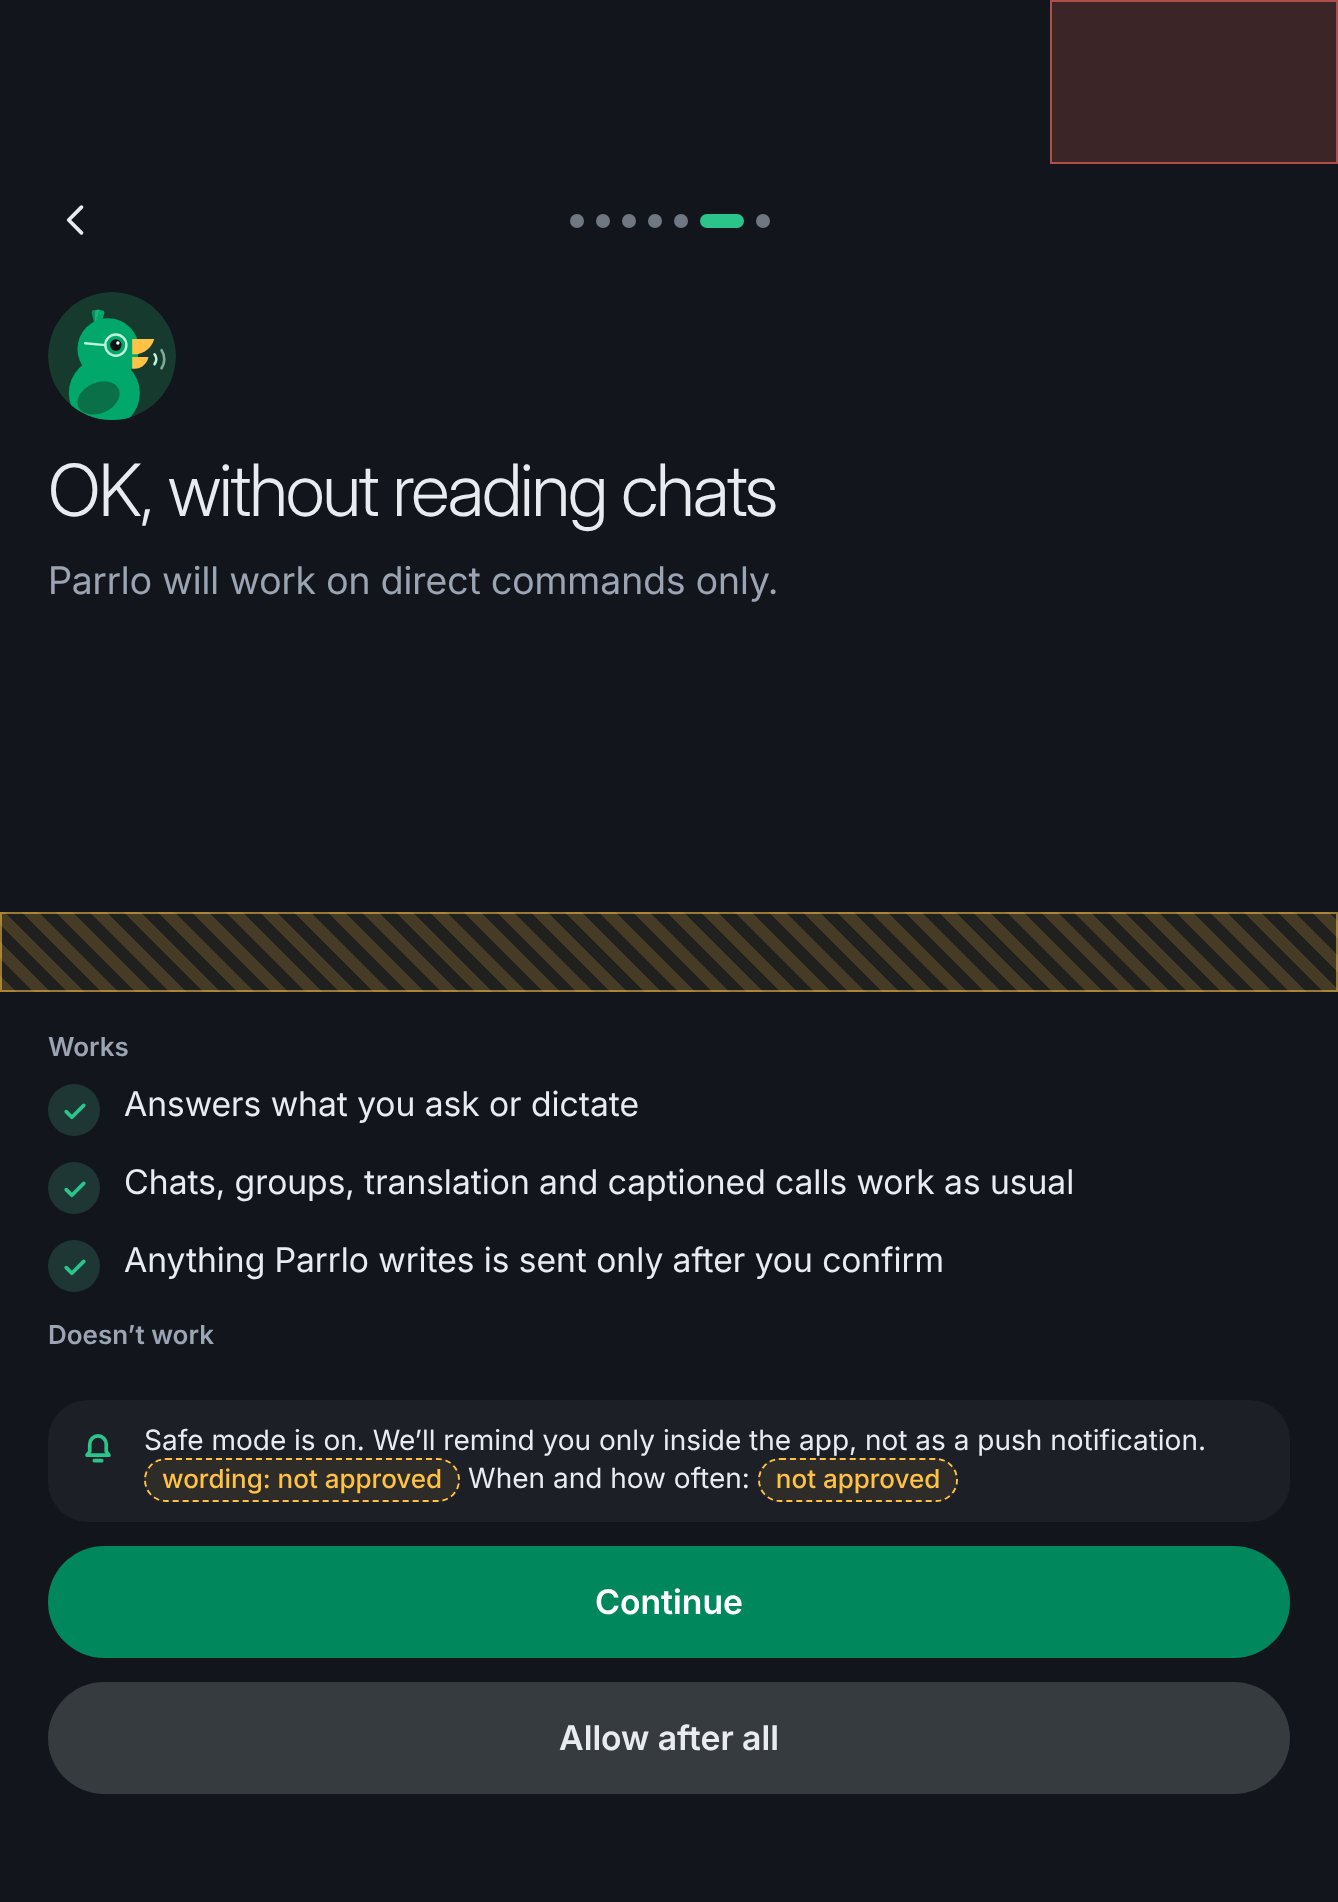 OK, without reading chats
Parrlo will work on direct commands only.
Works
Answers what you ask or dictate
Chats, groups, translation and captioned calls work as usual
Anything Parrlo writes is sent only after you confirm
Doesn’t work
Safe mode is on. We’ll remind you only inside the app, not as a push notification.
wording: not approved When and how often: not approved
Continue
Allow after all